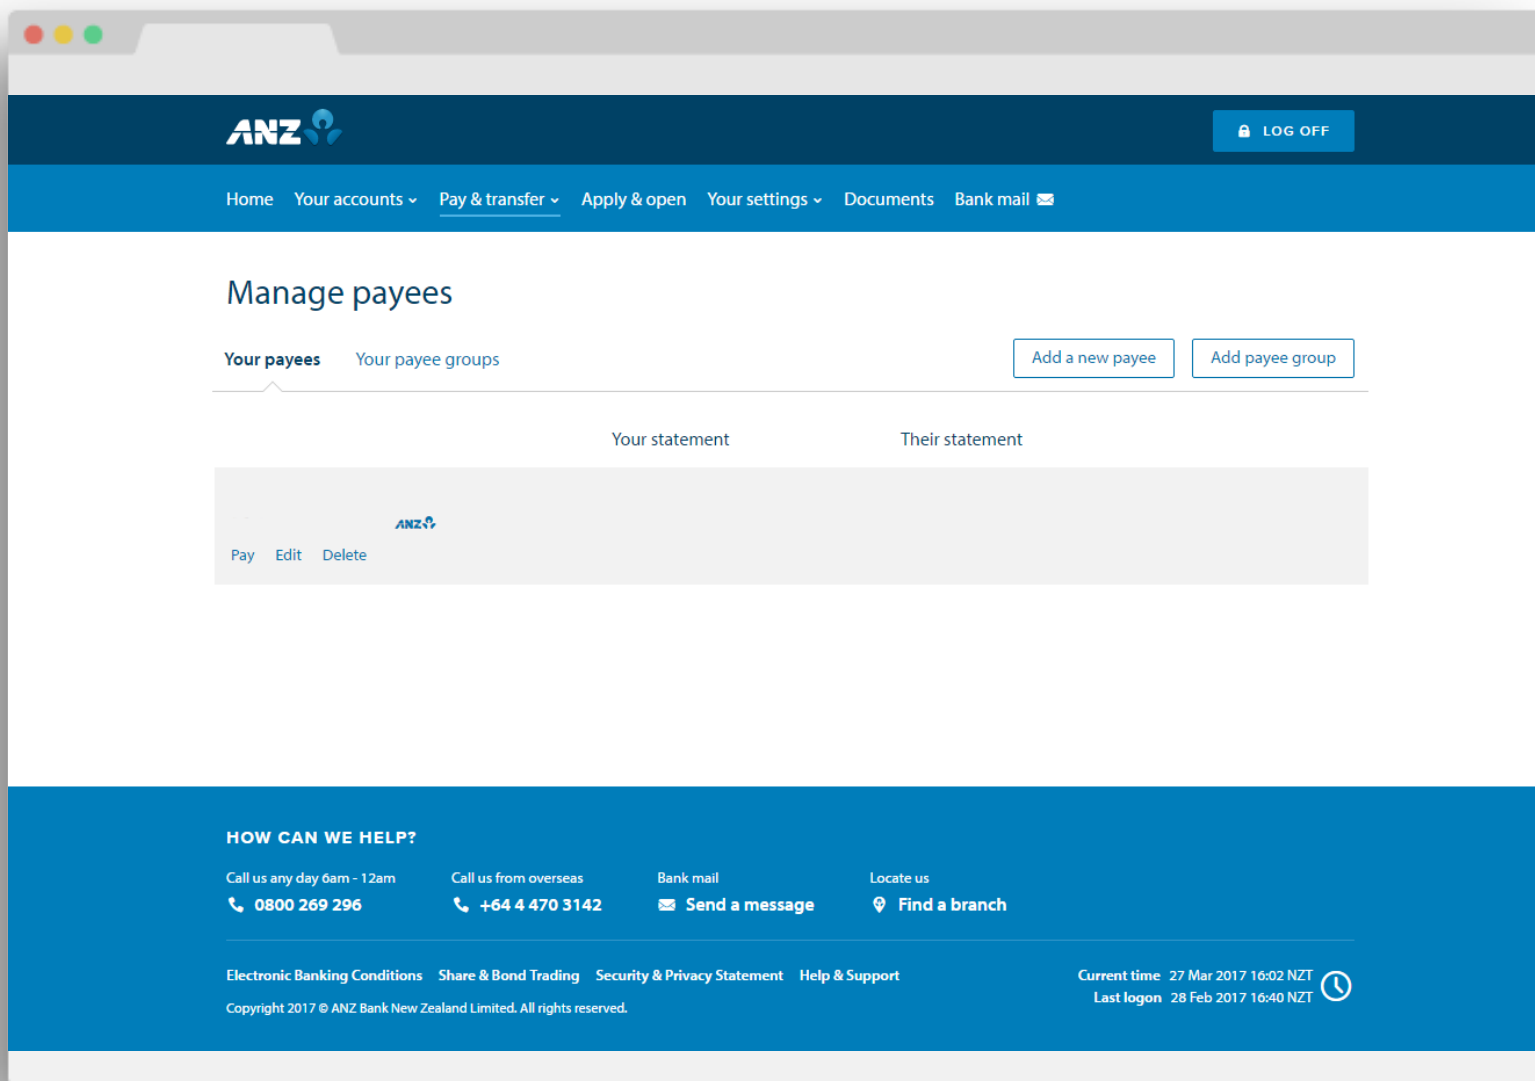 ANZ
LOG OFF
Home Your accounts Pay & transfer Apply & open Your settings Documents Bank mail
Manage payees
Your payees Your payee groups Add a new payee Add payee group
Your statement Their statement
ANZ
Pay Edit Delete
HOW CAN WE HELP?
Call us any day 6am - 12am Call us from overseas Bank mail Locate us
0800 269 296 +64 4 470 3142 Send a message Find a branch
Electronic Banking Conditions Share & Bond Trading Security & Privacy Statement Help & Support Current time 27 Mar 2017 16:02 NZT
Last logon 28 Feb 2017 16:40 NZT
Copyright 2017 © ANZ Bank New Zealand Limited. All rights reserved.